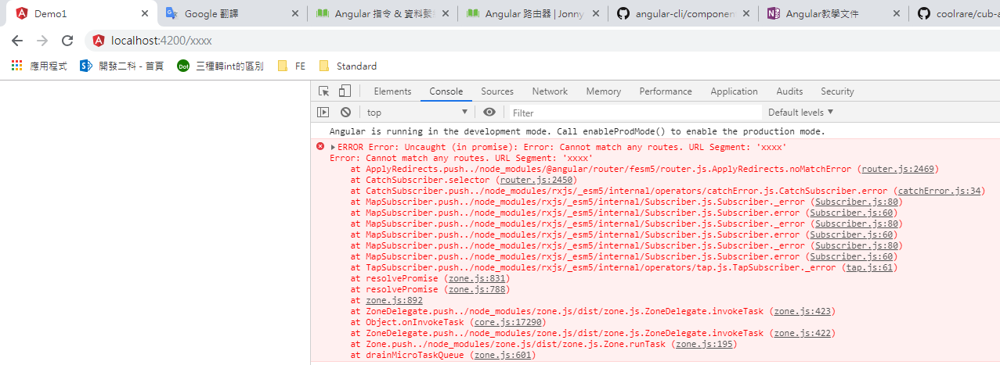 Demo1
Google 翻譯
Angular 指令 & 資料繫
Angular 路由器 | Jonny
angular-cli/componen
Angular教學文件
coolrare/cub-a
localhost:4200/xxxx
應用程式
開發二科 - 首頁
Dot
三種轉int的區別
FE
Standard
Elements Console Sources Network Memory Performance Application Audits Security
top Filter Default levels
Angular is running in the development mode. Call enableProdMode() to enable the production mode.
ERROR Error: Uncaught (in promise): Error: Cannot match any routes. URL Segment: 'xxxx'
Error: Cannot match any routes. URL Segment: 'xxxx'
at ApplyRedirects.push../node_modules/@angular/router/fesm5/router.js.ApplyRedirects.noMatchError (router.js:2469)
at CatchSubscriber.selector (router.js:2450)
at CatchSubscriber.push../node_modules/rxjs/_esm5/internal/operators/catchError.js.CatchSubscriber.error (catchError.js:34)
at MapSubscriber.push../node_modules/rxjs/_esm5/internal/Subscriber.js.Subscriber._error (Subscriber.js:80)
at MapSubscriber.push../node_modules/rxjs/_esm5/internal/Subscriber.js.Subscriber.error (Subscriber.js:60)
at MapSubscriber.push../node_modules/rxjs/_esm5/internal/Subscriber.js.Subscriber._error (Subscriber.js:80)
at MapSubscriber.push../node_modules/rxjs/_esm5/internal/Subscriber.js.Subscriber.error (Subscriber.js:60)
at MapSubscriber.push../node_modules/rxjs/_esm5/internal/Subscriber.js.Subscriber._error (Subscriber.js:80)
at MapSubscriber.push../node_modules/rxjs/_esm5/internal/Subscriber.js.Subscriber.error (Subscriber.js:60)
at TapSubscriber.push../node_modules/rxjs/_esm5/internal/operators/tap.js.TapSubscriber._error (tap.js:61)
at resolvePromise (zone.js:831)
at resolvePromise (zone.js:788)
at zone.js:892
at ZoneDelegate.push../node_modules/zone.js/dist/zone.js.ZoneDelegate.invokeTask (zone.js:423)
at Object.onInvokeTask (core.js:17290)
at ZoneDelegate.push../node_modules/zone.js/dist/zone.js.ZoneDelegate.invokeTask (zone.js:422)
at Zone.push../node_modules/zone.js/dist/zone.js.Zone.runTask (zone.js:195)
at drainMicroTaskQueue (zone.js:601)